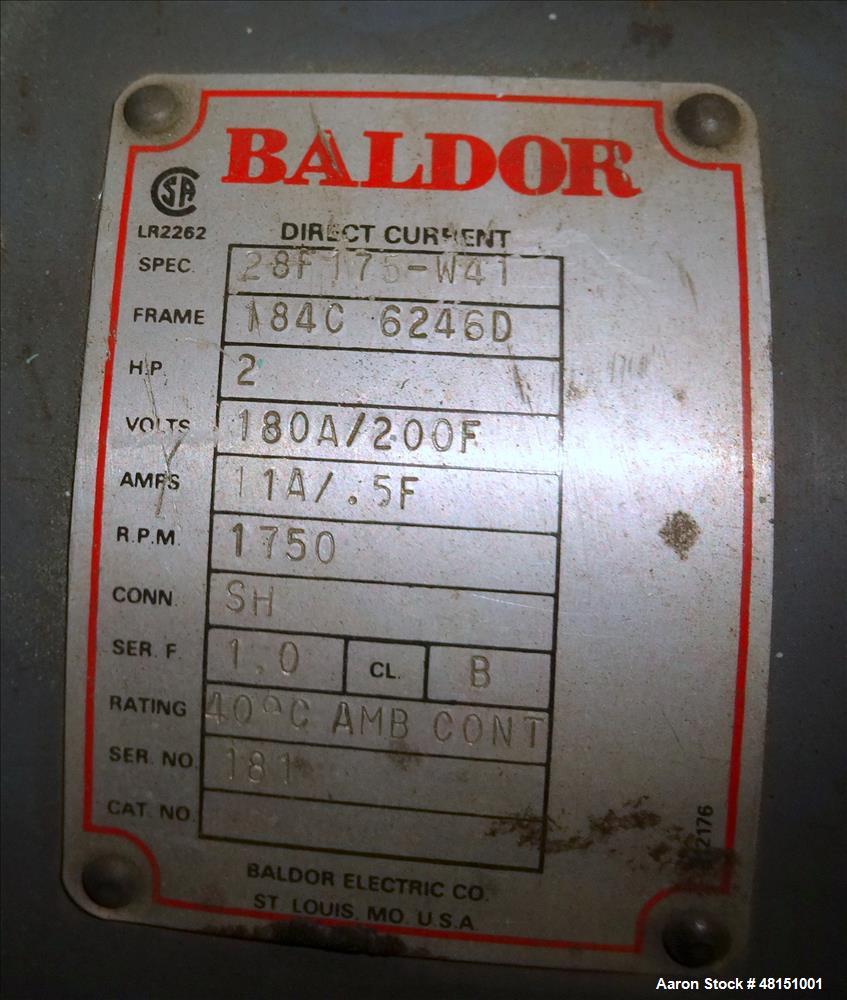 BALDOR
SA
LR2262
DIRECT CURRENT
SPEC. 28F175-W41
FRAME 184C 6246D
H.P. 2
VOLTS 180A/200F
AMPS 11A/.5F
R.P.M. 1750
CONN. SH
SER. F. 1.0 CL. B
RATING 40°C AMB CONT
SER. NO. 181
CAT. NO.
BALDOR ELECTRIC CO.
ST. LOUIS, MO. U.S.A.
Aaron Stock # 48151001